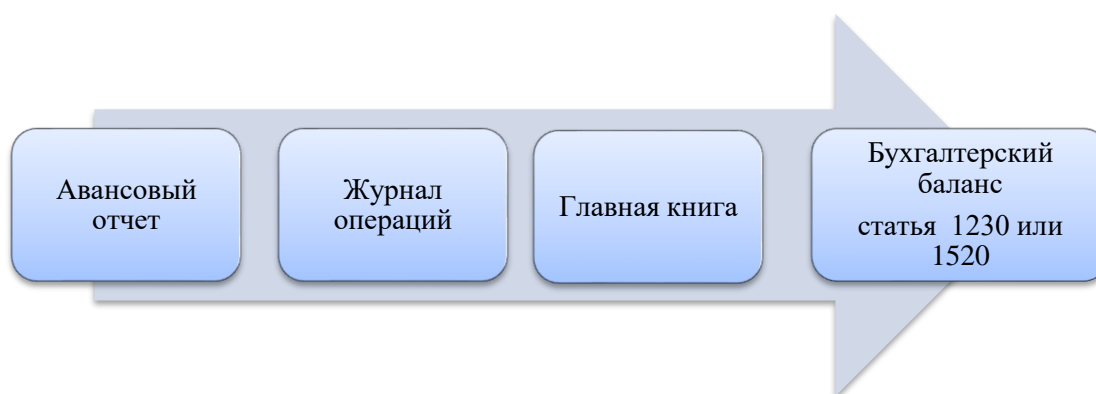 Авансовый
отчет
Журнал
операций
Главная книга
Бухгалтерский
баланс
статья 1230 или
1520